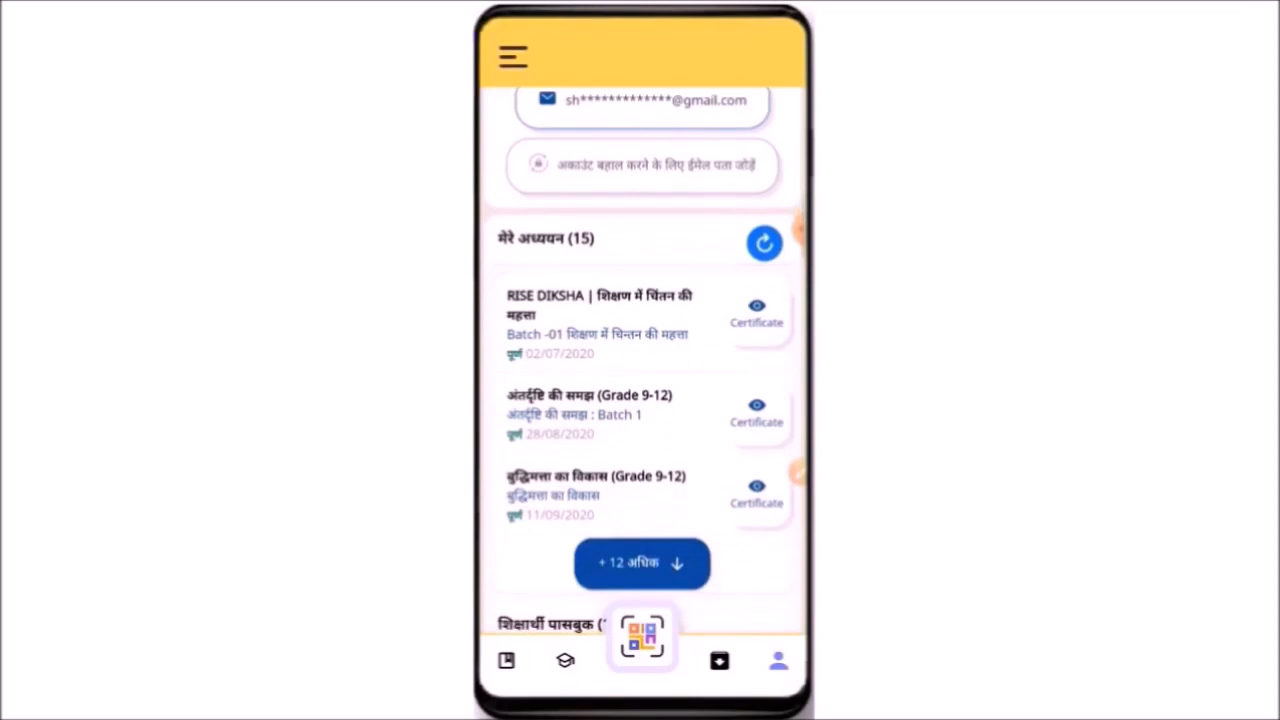 sh*************@gmail.com
अकाउंट बहाल करने के लिए ईमेल पता जोड़ें
मेरे अध्ययन (15)
RISE DIKSHA | शिक्षण में चिंतन की
महत्ता
Certificate
Batch -01 शिक्षण में चिन्तन की महत्ता
पूर्ण 02/07/2020
अंतर्दृष्टि की समझ (Grade 9-12)
अंतर्दृष्टि की समझ : Batch 1
Certificate
पूर्ण 28/08/2020
बुद्धिमत्ता का विकास (Grade 9-12)
बुद्धिमत्ता का विकास
Certificate
पूर्ण 11/09/2020
+ 12 अधिक
शिक्षार्थी पासबुक (